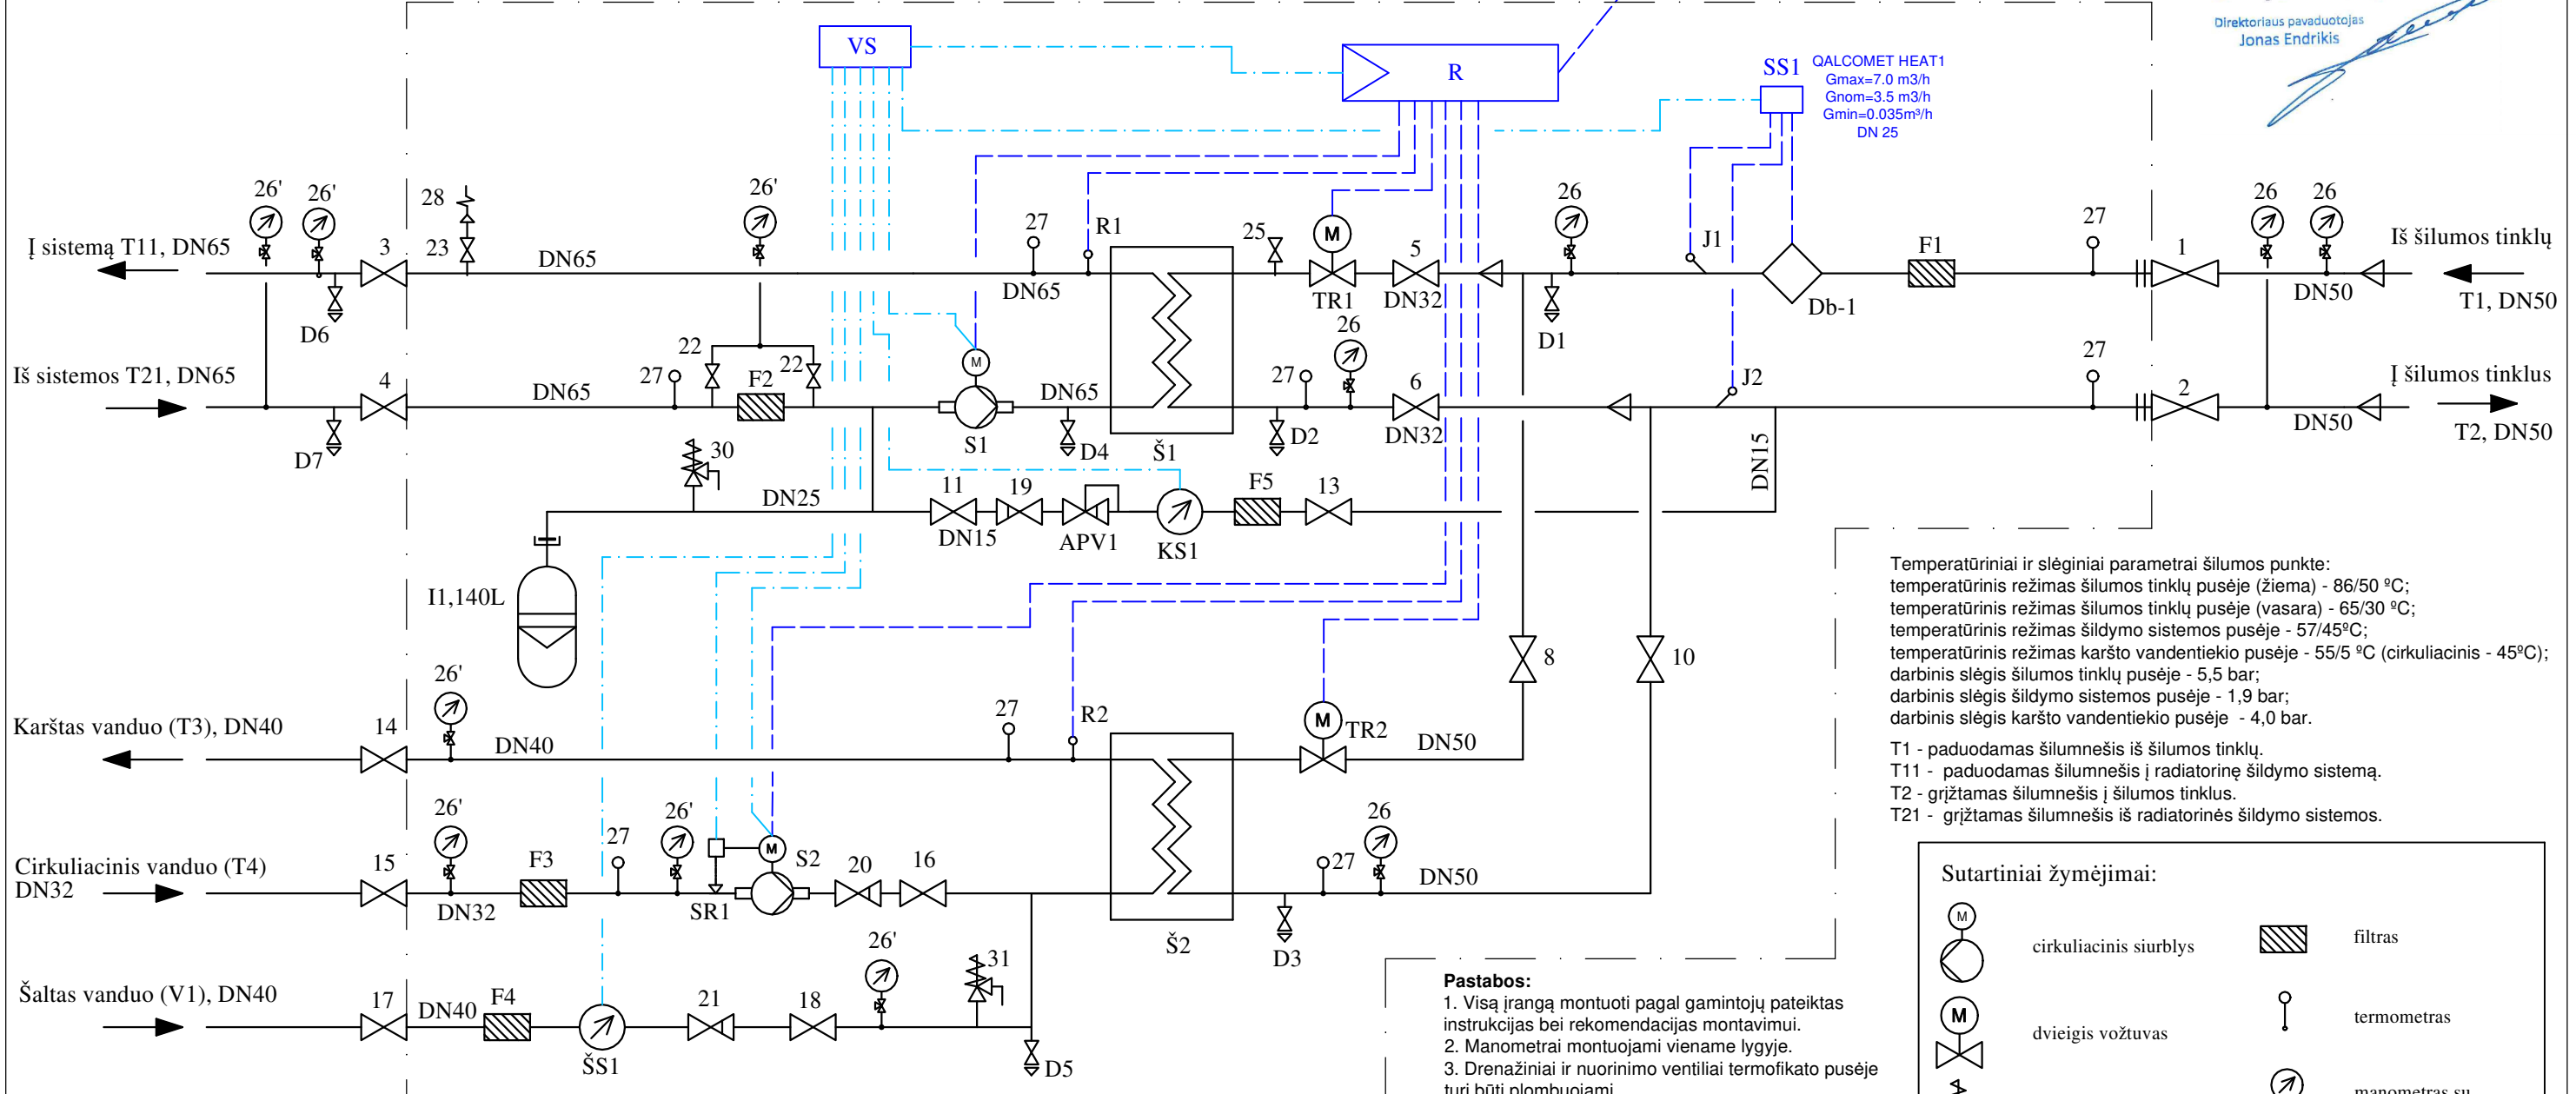 Direktoriaus pavaduotojas
Jonas Endrikis
VS
R
SS1
QALCOMET HEAT1
Gmax=7.0 m3/h
Gnom=3.5 m3/h
Gmin=0.035m³/h
DN 25
26'
26'
28
26'
27
R1
25
M
5
26
J1
F1
27
1
26
26
Į sistemą T11, DN65
3
23
DN65
DN65
TR1
DN32
D1
Db-1
DN50
Iš šilumos tinklų
T1, DN50
D6
22
22
27
F2
M
26
27
6
J2
27
2
Iš sistemos T21, DN65
4
DN65
DN65
Į šilumos tinklus
D7
S1
D4
Š1
D2
DN32
DN50
T2, DN50
30
DN25
11
19
F5
13
DN15
DN15
APV1
KS1
I1,140L
8
10
Temperatūriniai ir slėginiai parametrai šilumos punkte:
temperatūrinis režimas šilumos tinklų pusėje (žiema) - 86/50 ºC;
temperatūrinis režimas šilumos tinklų pusėje (vasara) - 65/30 ºC;
temperatūrinis režimas šildymo sistemos pusėje - 57/45ºC;
temperatūrinis režimas karšto vandentiekio pusėje - 55/5 ºC (cirkuliacinis - 45ºC);
darbinis slėgis šilumos tinklų pusėje - 5,5 bar;
darbinis slėgis šildymo sistemos pusėje - 1,9 bar;
darbinis slėgis karšto vandentiekio pusėje - 4,0 bar.
T1 - paduodamas šilumnešis iš šilumos tinklų.
T11 - paduodamas šilumnešis į radiatorinę šildymo sistemą.
T2 - grįžtamas šilumnešis į šilumos tinklus.
T21 - grįžtamas šilumnešis iš radiatorinės šildymo sistemos.
Karštas vanduo (T3), DN40
14
26'
DN40
27
R2
M
TR2
DN50
Cirkuliacinis vanduo (T4)
DN32
15
26'
DN32
F3
27
26'
SR1
M
S2
20
16
Š2
27
26
DN50
D3
Šaltas vanduo (V1), DN40
17
DN40
F4
ŠS1
21
18
26'
31
D5
Pastabos:
1. Visą įrangą montuoti pagal gamintojų pateiktas
instrukcijas bei rekomendacijas montavimui.
2. Manometrai montuojami viename lygyje.
3. Drenažiniai ir nuorinimo ventiliai termofikato pusėje
turi būti plombuojami
Sutartiniai žymėjimai:
M
cirkuliacinis siurblys
filtras
M
dvieigis vožtuvas
termometras
manometras su